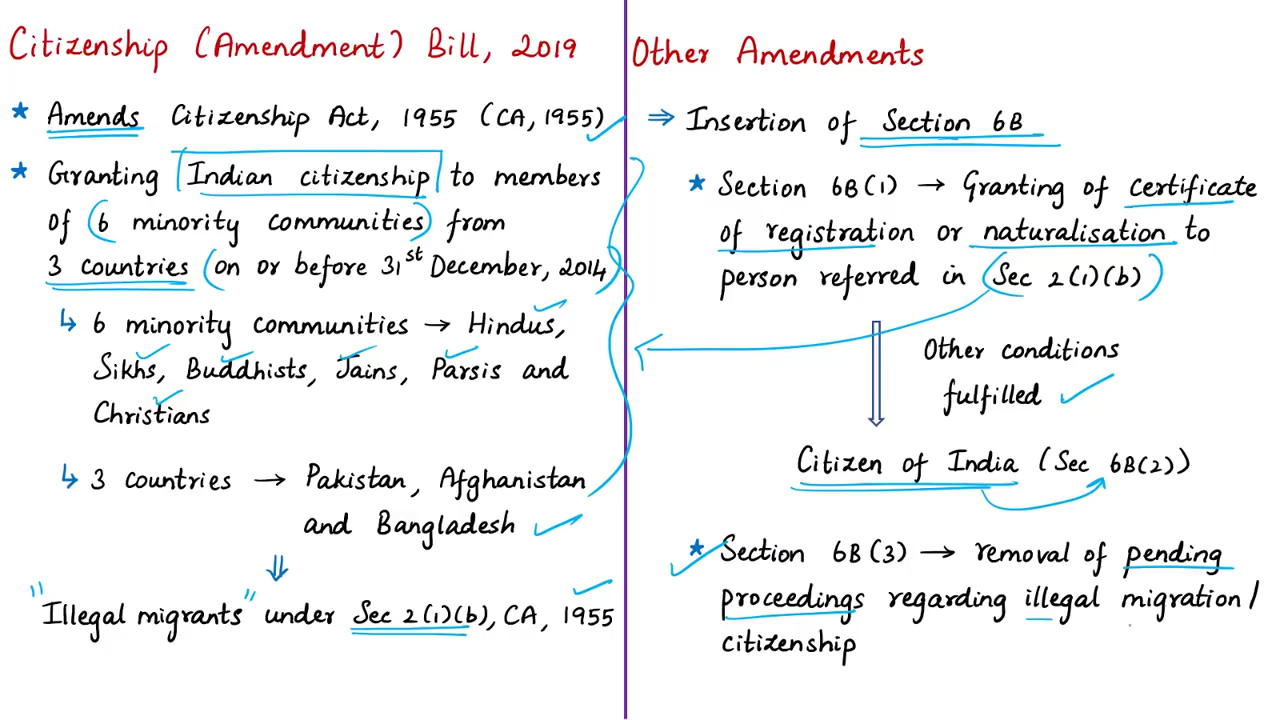 Citizenship (Amendment) Bill, 2019
* Amends Citizenship Act, 1955 (CA, 1955)
* Granting Indian citizenship to members
of (6 minority communities) from
3 countries (on or before 31st December, 2014)
↳ 6 minority communities → Hindus,
Sikhs, Buddhists, Jains, Parsis and
Christians
↳ 3 countries → Pakistan, Afghanistan
and Bangladesh
⇓
"Illegal migrants" under Sec 2(1)(b), CA, 1955
Other Amendments
⇒ Insertion of Section 6B
* Section 6B(1) → Granting of certificate
of registration or naturalisation to
person referred in (Sec 2(1)(b))
Other conditions
fulfilled
Citizen of India (Sec 6B(2))
* Section 6B(3) → removal of pending
proceedings regarding illegal migration/
citizenship